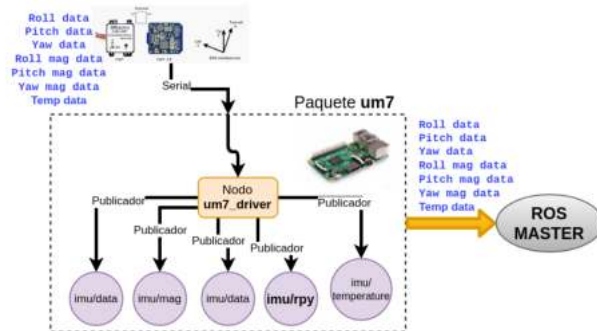 Roll data
Pitch data
Yaw data
Roll mag data
Pitch mag data
Yaw mag data
Temp data
Serial
Paquete um7
Nodo
um7_driver
Publicador
Publicador
Publicador
Publicador
Publicador
imu/data
imu/mag
imu/data
imu/rpy
imu/
temperature
Roll data
Pitch data
Yaw data
Roll mag data
Pitch mag data
Yaw mag data
Temp data
ROS
MASTER